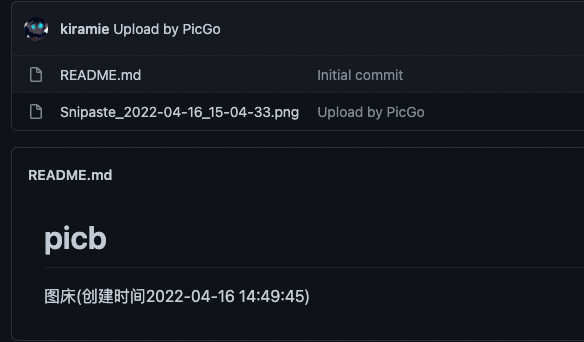 kiramie Upload by PicGo
README.md Initial commit
Snipaste_2022-04-16_15-04-33.png Upload by PicGo
README.md
picb
图床(创建时间2022-04-16 14:49:45)